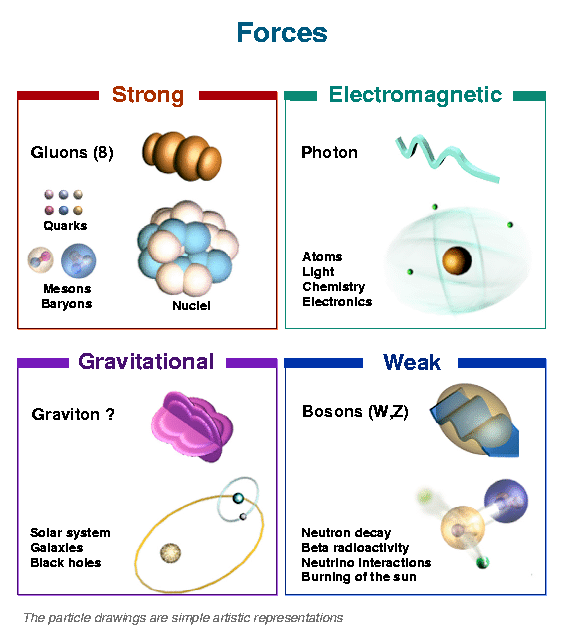 Forces
Strong
Gluons (8)
Quarks
Mesons
Baryons
Nuclei
Electromagnetic
Photon
Atoms
Light
Chemistry
Electronics
Gravitational
Graviton ?
Solar system
Galaxies
Black holes
Weak
Bosons (W,Z)
Neutron decay
Beta radioactivity
Neutrino interactions
Burning of the sun
The particle drawings are simple artistic representations